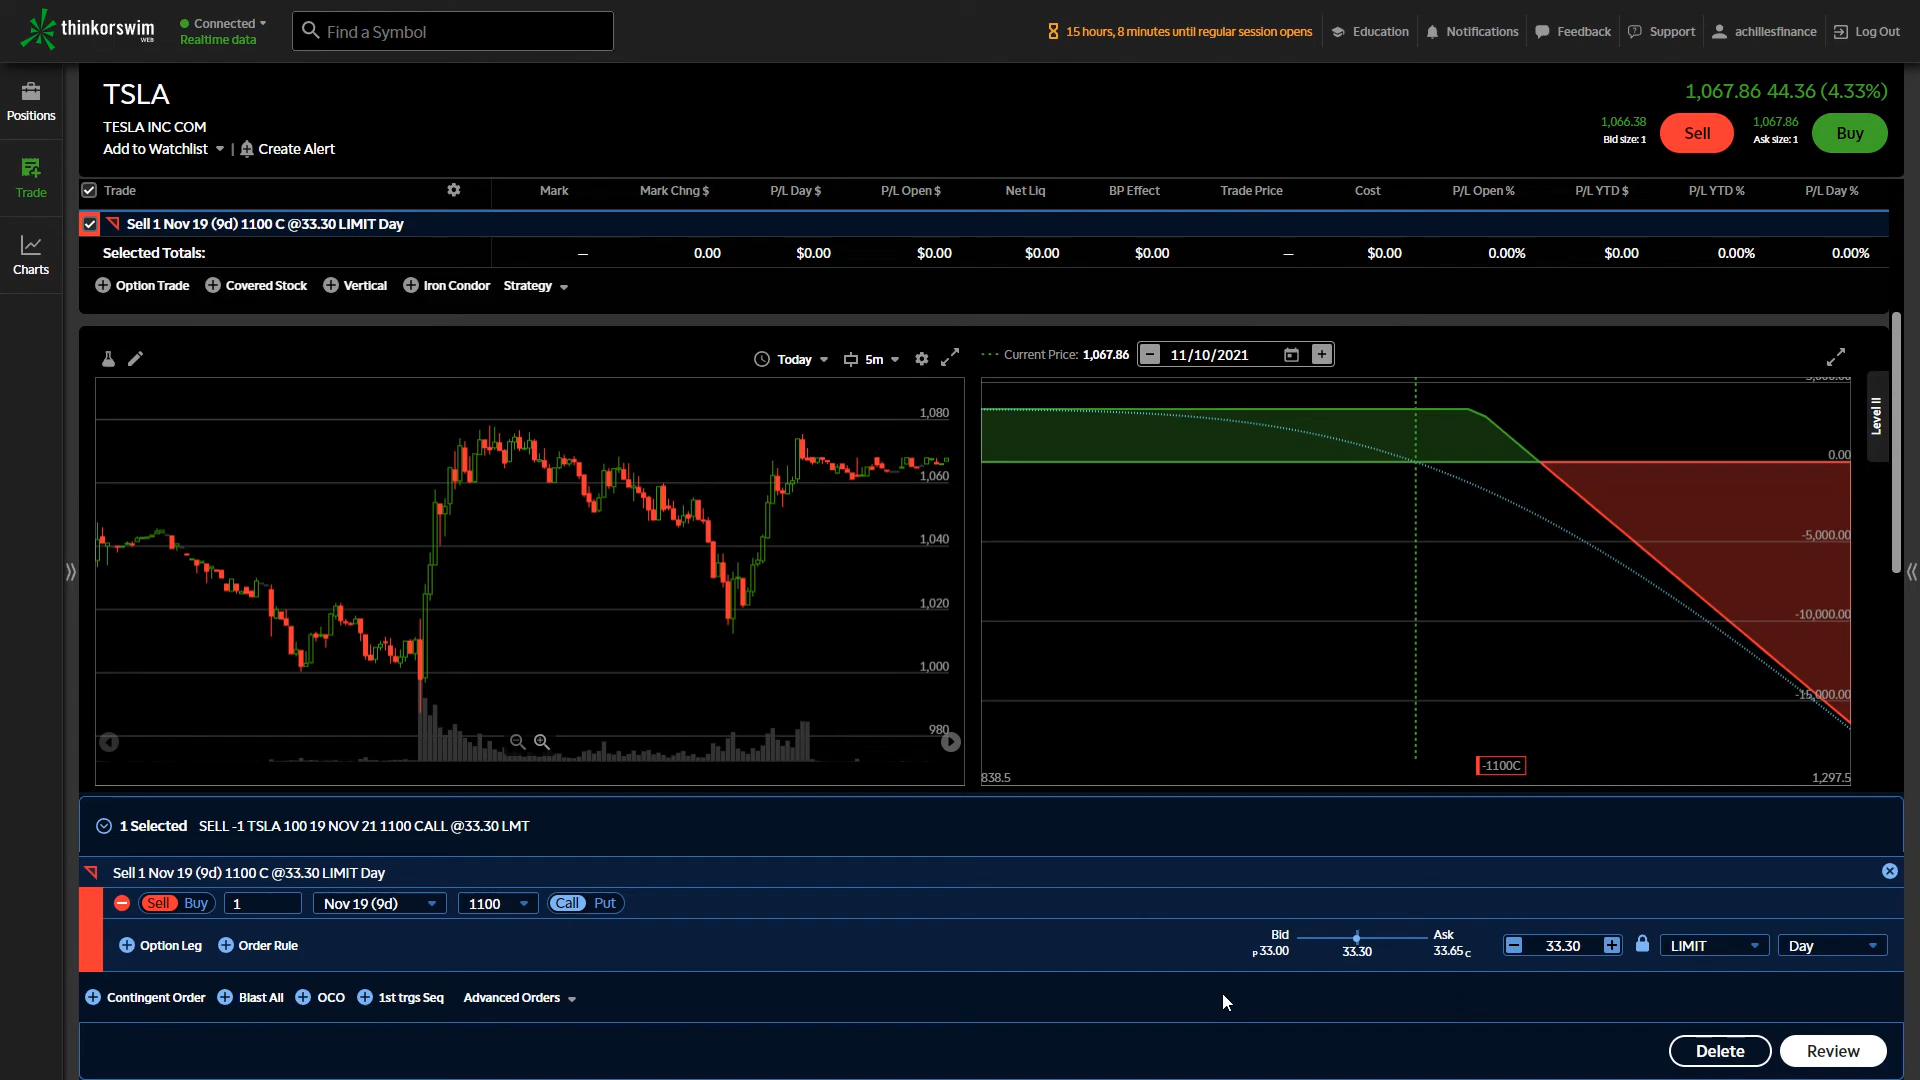 thinkorswim
WEB
Connected
Realtime data
Find a Symbol
15 hours, 8 minutes until regular session opens
Education
Notifications
Feedback
Support
achillesfinance
Log Out
Positions
Trade
Charts
TSLA
TESLA INC COM
Add to Watchlist | Create Alert
1,067.86 44.36 (4.33%)
1,066.38
Bid size: 1
Sell
1,067.86
Ask size: 1
Buy
Trade Mark Mark Chng $ P/L Day $ P/L Open $ Net Liq BP Effect Trade Price Cost P/L Open % P/L YTD $ P/L YTD % P/L Day %
Sell 1 Nov 19 (9d) 1100 C @33.30 LIMIT Day
Selected Totals: — 0.00 $0.00 $0.00 $0.00 $0.00 — $0.00 0.00% $0.00 0.00% 0.00%
Option Trade Covered Stock Vertical Iron Condor Strategy
Today 5m
1,080
1,060
1,040
1,020
1,000
980
Current Price: 1,067.86 11/10/2021
0.00
-5,000.00
-10,000.00
-15,000.00
-1100C
838.5 1,297.5
Level II
1 Selected SELL -1 TSLA 100 19 NOV 21 1100 CALL @33.30 LMT
Sell 1 Nov 19 (9d) 1100 C @33.30 LIMIT Day
Sell Buy 1 Nov 19 (9d) 1100 Call Put
Option Leg Order Rule
Bid
P 33.00
33.30
Ask
33.65 C
33.30 LIMIT Day
Contingent Order Blast All OCO 1st trgs Seq Advanced Orders
Delete Review